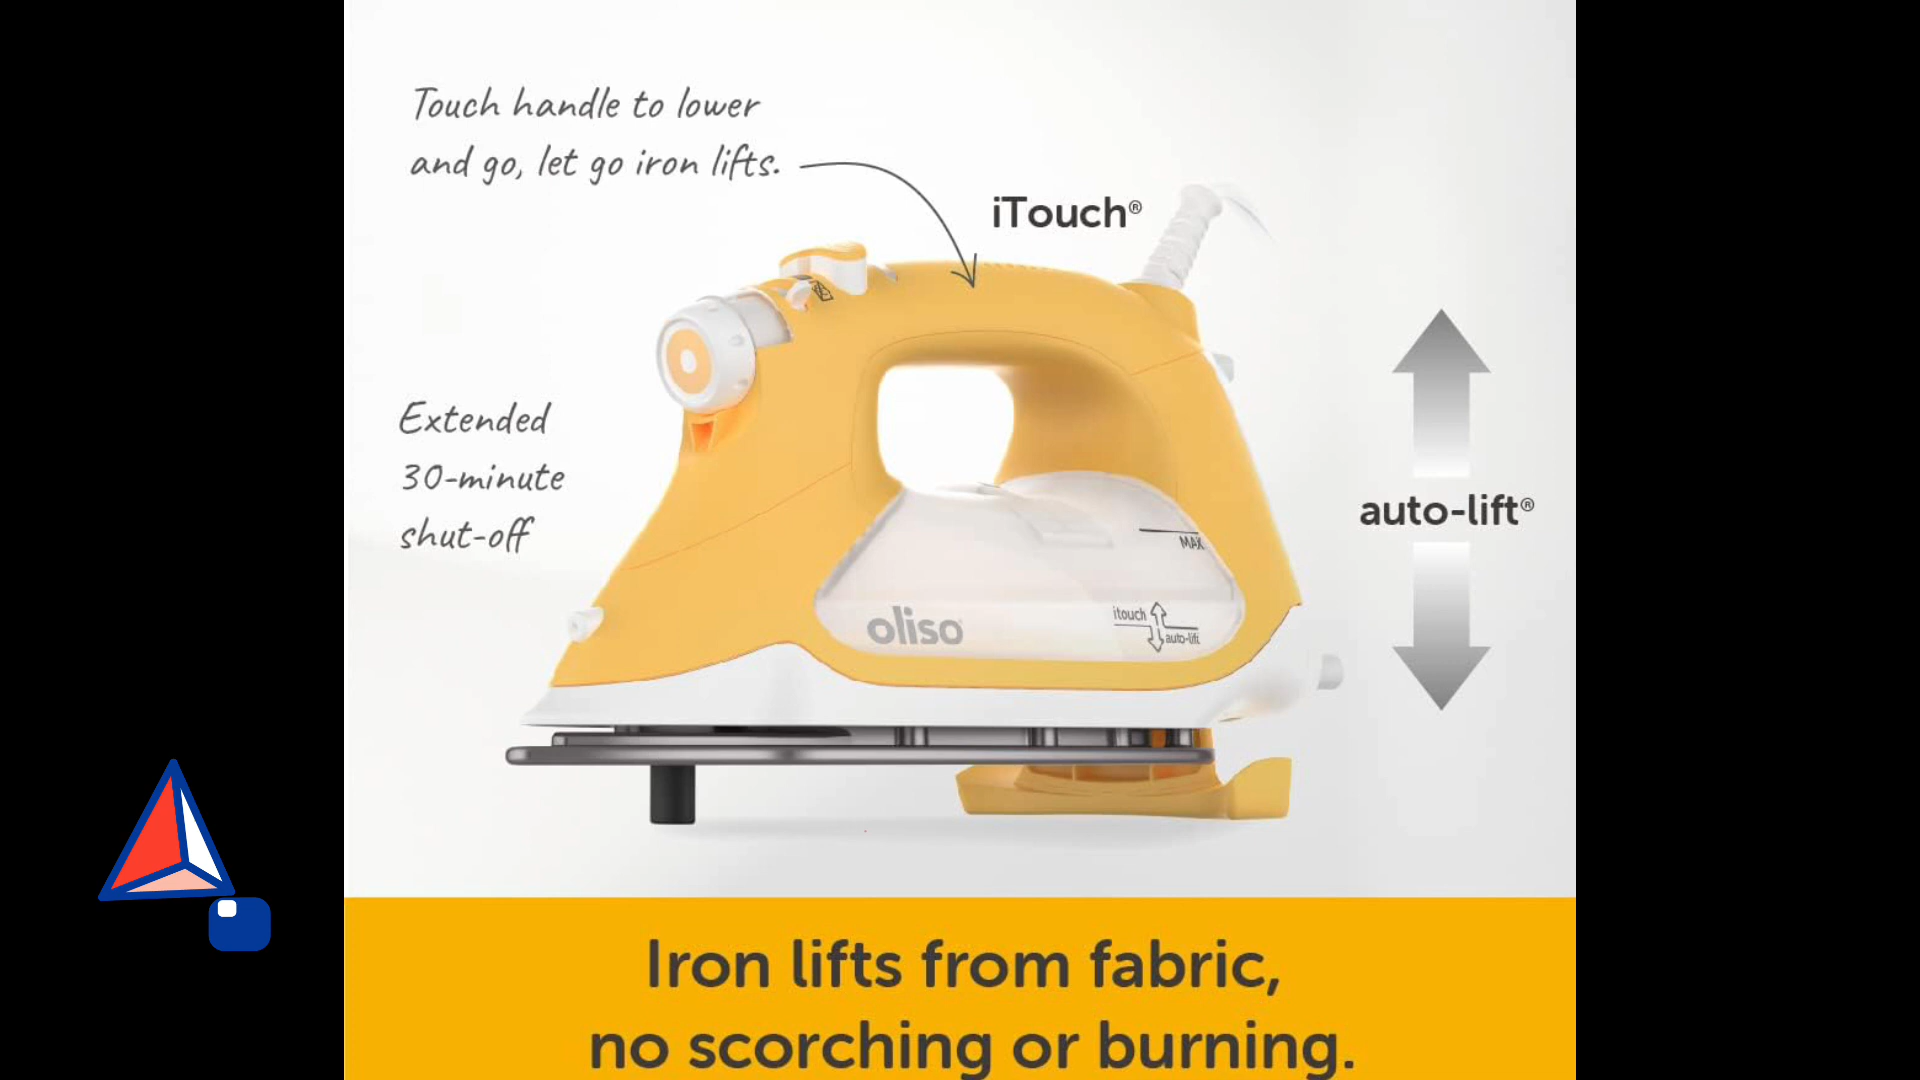 Touch handle to lower
and go, let go iron lifts.
iTouch®
Extended
30-minute
shut-off
auto-lift®
MAX
oliso
itouch
auto-lift
Iron lifts from fabric,
no scorching or burning.